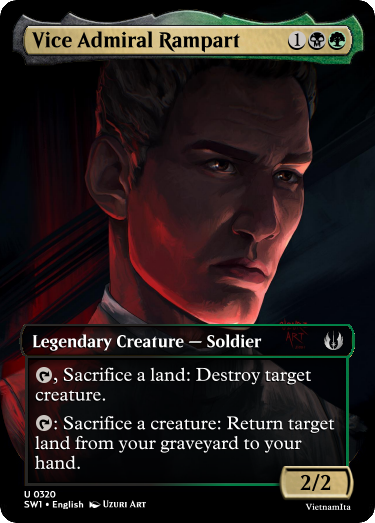 Vice Admiral Rampart 1
Legendary Creature — Soldier
, Sacrifice a land: Destroy target
creature.
: Sacrifice a creature: Return target
land from your graveyard to your
hand.
2/2
U 0320
SW1 • English Uzuri Art
VietnamIta